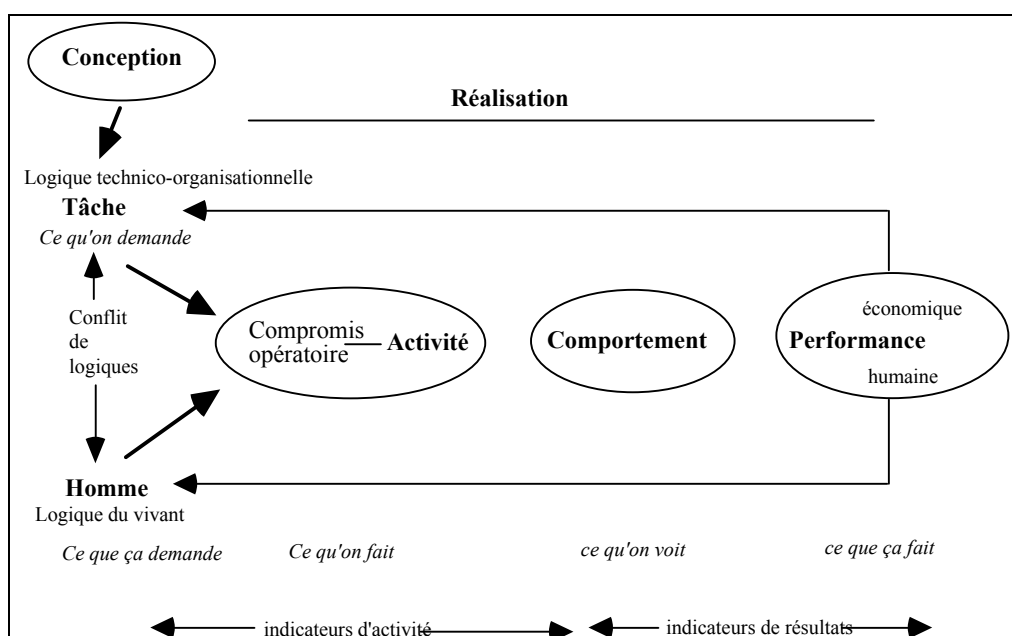 Conception
Réalisation
Logique technico-organisationnelle
Tâche
Ce qu'on demande
Conflit
de
logiques
Compromis
opératoire
Activité
Comportement
économique
Performance
humaine
Homme
Logique du vivant
Ce que ça demande
Ce qu'on fait
ce qu'on voit
ce que ça fait
indicateurs d'activité
indicateurs de résultats